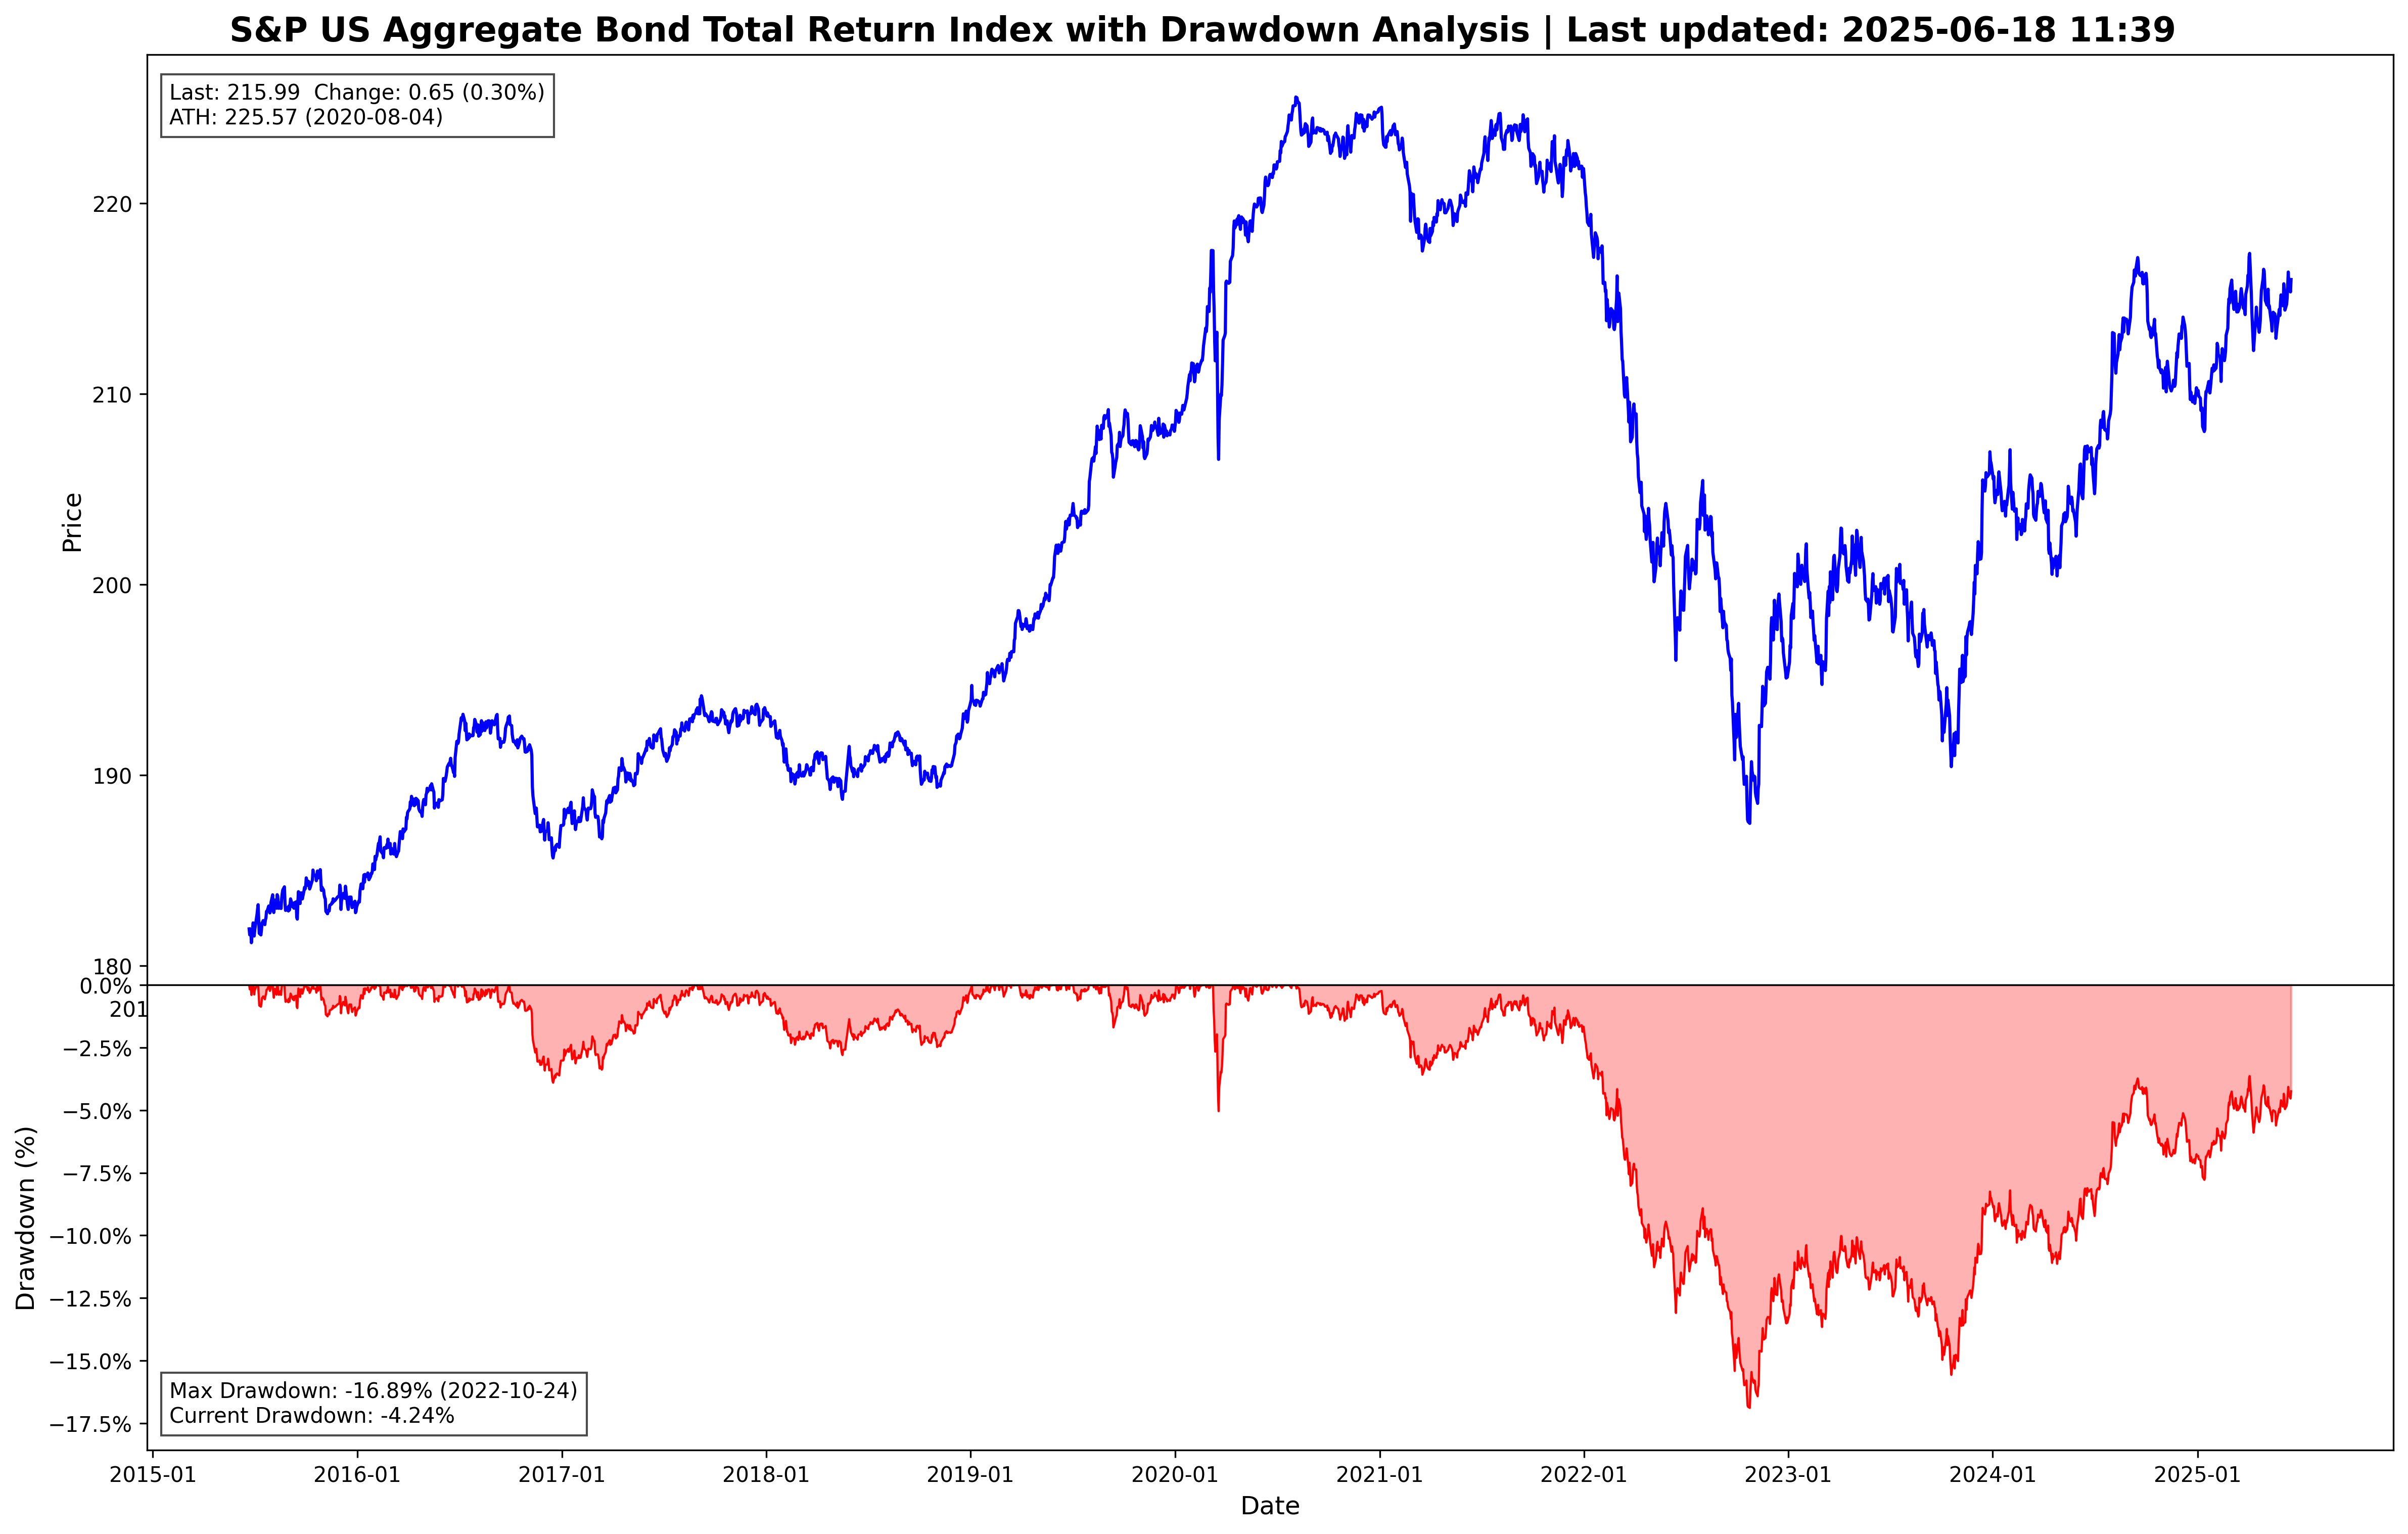 S&P US Aggregate Bond Total Return Index with Drawdown Analysis | Last updated: 2025-06-18 11:39
Last: 215.99  Change: 0.65 (0.30%)
ATH: 225.57 (2020-08-04)
Price
220
210
200
190
180
0.0%
201
−2.5%
−5.0%
−7.5%
−10.0%
−12.5%
−15.0%
−17.5%
Drawdown (%)
Max Drawdown: -16.89% (2022-10-24)
Current Drawdown: -4.24%
2015-01 2016-01 2017-01 2018-01 2019-01 2020-01 2021-01 2022-01 2023-01 2024-01 2025-01
Date